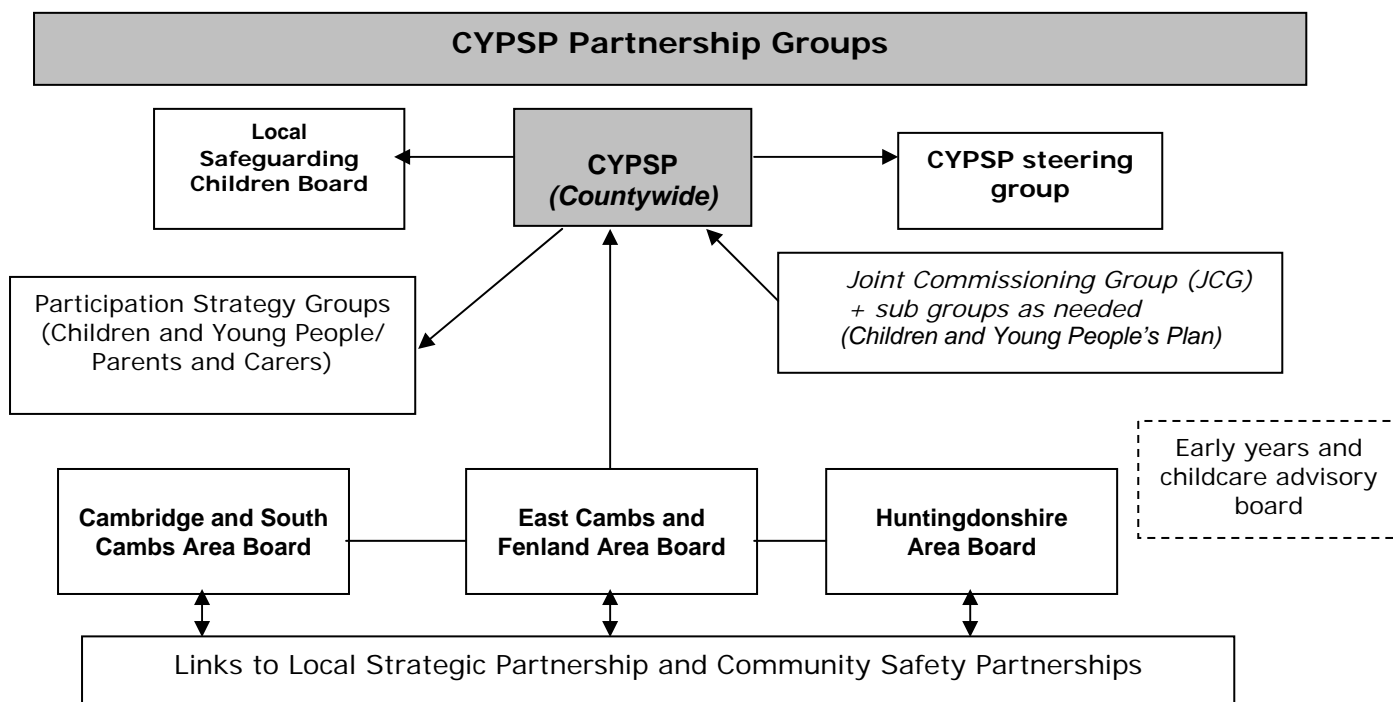 CYPSP Partnership Groups
Local
Safeguarding
Children Board
CYPSP
(Countywide)
CYPSP steering
group
Participation Strategy Groups
(Children and Young People/
Parents and Carers)
Joint Commissioning Group (JCG)
+ sub groups as needed
(Children and Young People’s Plan)
Early years and
childcare advisory
board
Cambridge and South
Cambs Area Board
East Cambs and
Fenland Area Board
Huntingdonshire
Area Board
Links to Local Strategic Partnership and Community Safety Partnerships